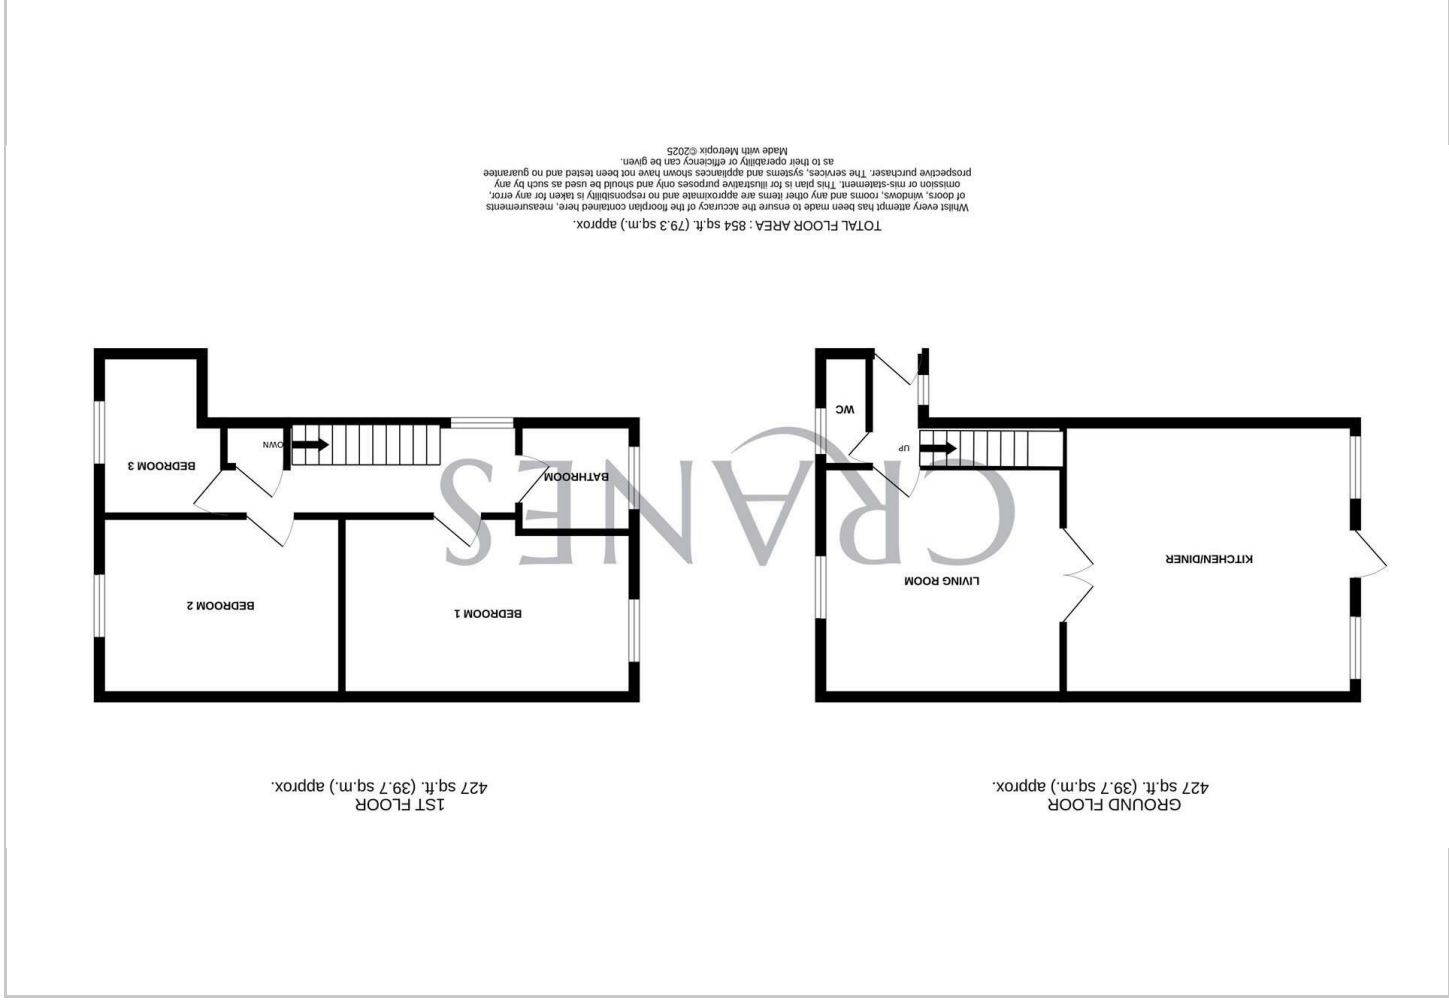 GROUND FLOOR
427 sq.ft. (39.7 sq.m.) approx.
1ST FLOOR
427 sq.ft. (39.7 sq.m.) approx.
KITCHEN/DINER
LIVING ROOM
UP
WC
BEDROOM 1
BEDROOM 2
BATHROOM
BEDROOM 3
DOWN
CRANES
TOTAL FLOOR AREA : 854 sq.ft. (79.3 sq.m.) approx.
Whilst every attempt has been made to ensure the accuracy of the floorplan contained here, measurements
of doors, windows, rooms and any other items are approximate and no responsibility is taken for any error,
omission or mis-statement. This plan is for illustrative purposes only and should be used as such by any
prospective purchaser. The services, systems and appliances shown have not been tested and no guarantee
as to their operability or efficiency can be given.
Made with Metropix ©2025